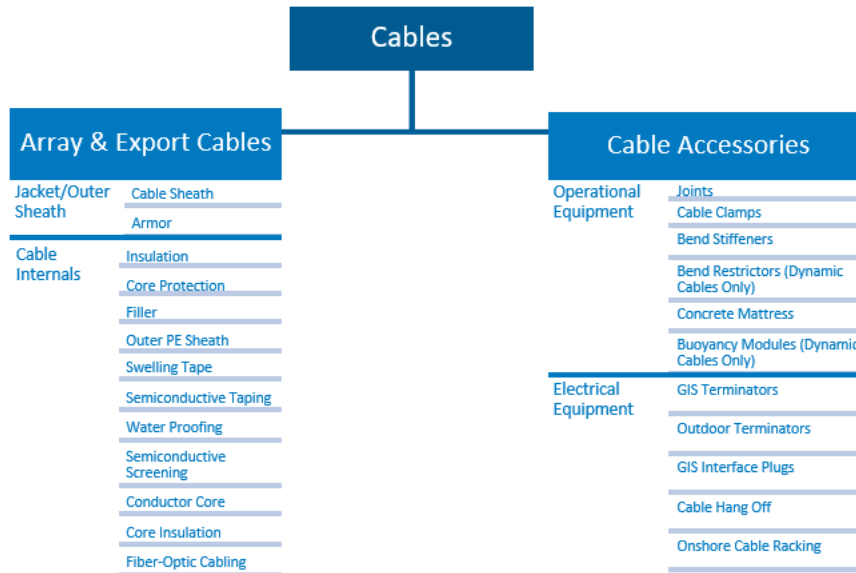 Cables
Array & Export Cables
Jacket/Outer
Sheath
Cable Sheath
Armor
Cable
Internals
Insulation
Core Protection
Filler
Outer PE Sheath
Swelling Tape
Semiconductive Taping
Water Proofing
Semiconductive
Screening
Conductor Core
Core Insulation
Fiber-Optic Cabling
Cable Accessories
Operational
Equipment
Joints
Cable Clamps
Bend Stiffeners
Bend Restrictors (Dynamic
Cables Only)
Concrete Mattress
Buoyancy Modules (Dynamic
Cables Only)
Electrical
Equipment
GIS Terminators
Outdoor Terminators
GIS Interface Plugs
Cable Hang Off
Onshore Cable Racking